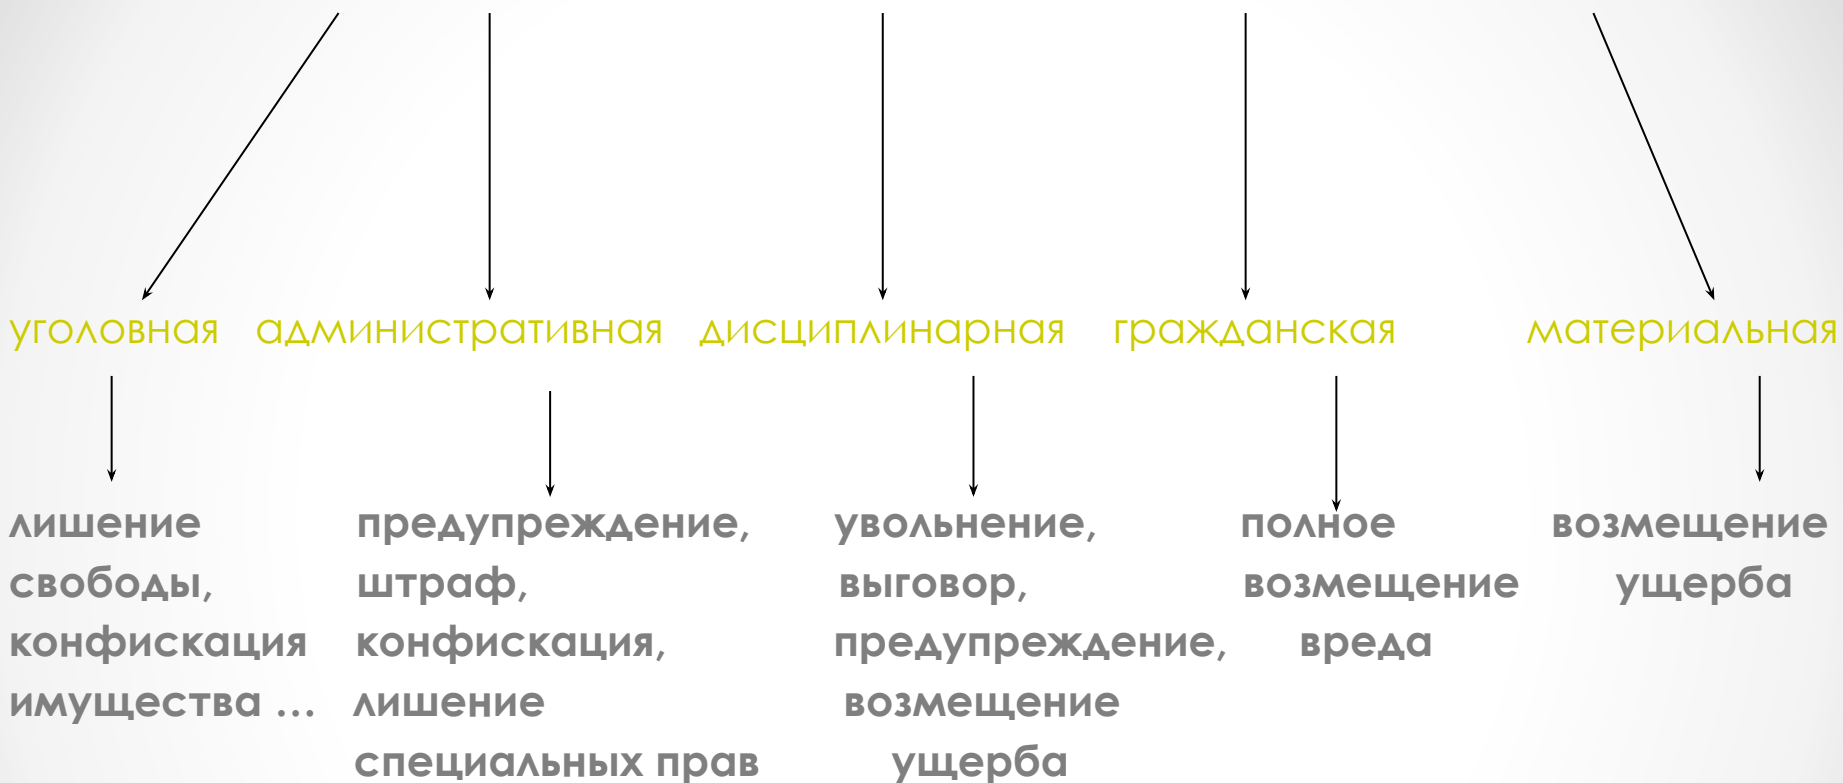 уголовная административная дисциплинарная гражданская материальная
лишение предупреждение, увольнение, полное возмещение
свободы, штраф, выговор, возмещение ущерба
конфискация конфискация, предупреждение, вреда
имущества ... лишение возмещение
специальных прав ущерба